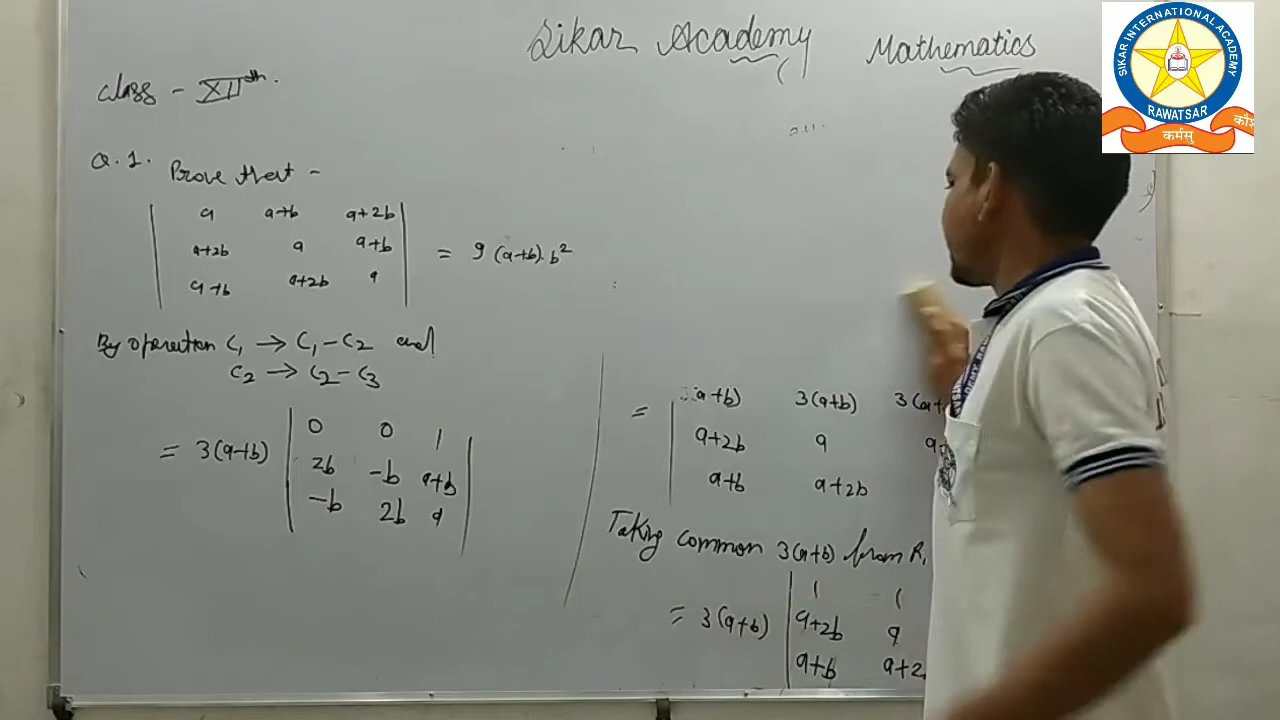 Sikar Academy Mathematics
SIKAR INTERNATIONAL ACADEMY
RAWATSAR
कर्मसु
Class - XIIth.
Q.1. Prove that -
a a+b a+2b
a+2b a a+b = 9 (a+b). b²
a+b a+2b a
By operation C₁ → C₁-C₂ and
C₂ → C₂-C₃
0 0 1
= 3(a+b) 2b -b a+b
-b 2b a
= (a+b) 3(a+b)
a+2b a
a+b a+2b
Taking common 3(a+b) from R₁
1 1
= 3(a+b) a+2b a
a+b